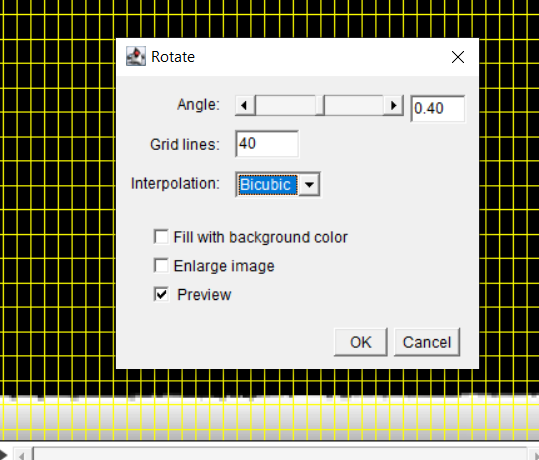 Rotate
Angle: 0.40
Grid lines: 40
Interpolation: Bicubic
Fill with background color
Enlarge image
Preview
OK Cancel